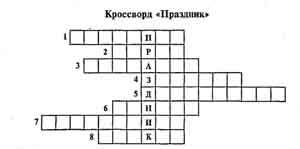 Кроссворд «Праздник»
1 П
2 Р
3 А
4 З
5 Д
6 Н
7 И
8 К